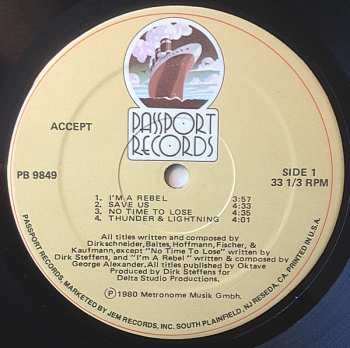 PASSPORT
RECORDS
ACCEPT
PB 9849
SIDE 1
33 1/3 RPM
1. I'M A REBEL 3:57
2. SAVE US 4:33
3. NO TIME TO LOSE 4:35
4. THUNDER & LIGHTNING 4:01
All titles written and composed by
Dirkschneider, Baltes, Hoffmann, Fischer, &
Kaufmann, except "No Time To Lose" written by
Dirk Steffens, and "I'm A Rebel" written & composed by
George Alexander. All titles published by Oktave
Produced by Dirk Steffens for
Delta Studio Productions.
Ⓟ 1980 Metronome Musik Gmbh.
PASSPORT RECORDS, MARKETED BY JEM RECORDS, INC. SOUTH PLAINFIELD, NJ RESEDA, CA. PRINTED IN U.S.A.